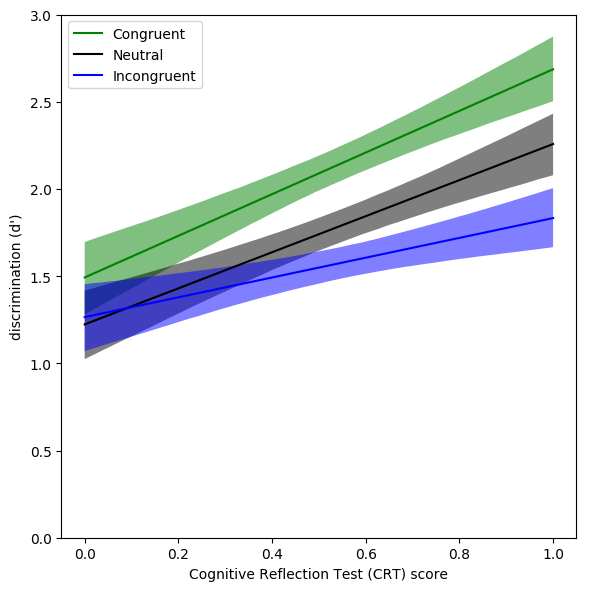 Congruent
Neutral
Incongruent
3.0
2.5
2.0
1.5
1.0
0.5
0.0
discrimination (d')
0.0 0.2 0.4 0.6 0.8 1.0
Cognitive Reflection Test (CRT) score